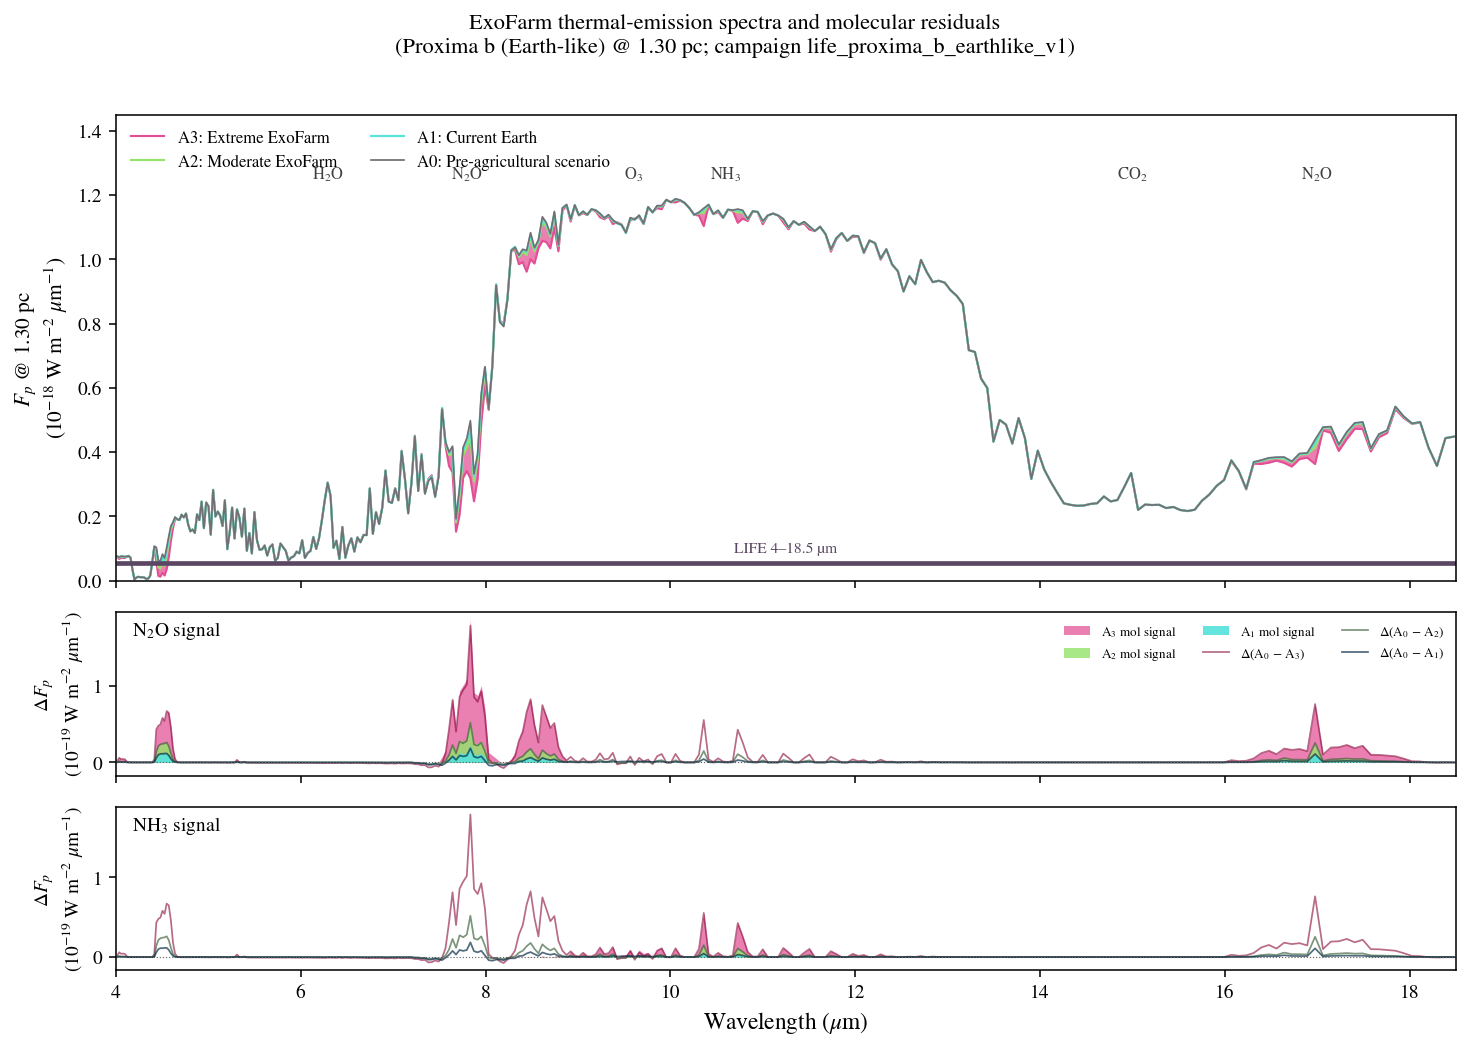 ExoFarm thermal-emission spectra and molecular residuals
(Proxima b (Earth-like) @ 1.30 pc; campaign life_proxima_b_earthlike_v1)
A3: Extreme ExoFarm
A2: Moderate ExoFarm
A1: Current Earth
A0: Pre-agricultural scenario
H₂O
N₂O
O₃
NH₃
CO₂
N₂O
LIFE 4–18.5 μm
1.4
1.2
1.0
0.8
0.6
0.4
0.2
0.0
Fₚ @ 1.30 pc
(10⁻¹⁸ W m⁻² μm⁻¹)
N₂O signal
A₃ mol signal
A₂ mol signal
A₁ mol signal
Δ(A₀ − A₃)
Δ(A₀ − A₂)
Δ(A₀ − A₁)
1
0
ΔFₚ
(10⁻¹⁹ W m⁻² μm⁻¹)
NH₃ signal
1
0
ΔFₚ
(10⁻¹⁹ W m⁻² μm⁻¹)
4 6 8 10 12 14 16 18
Wavelength (μm)